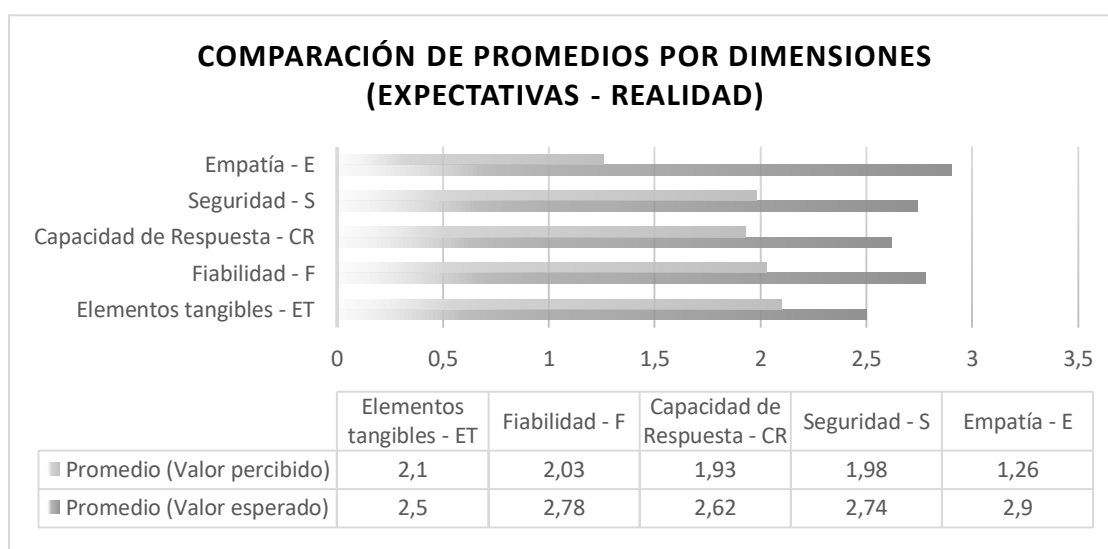 COMPARACIÓN DE PROMEDIOS POR DIMENSIONES
(EXPECTATIVAS - REALIDAD)
Empatía - E
Seguridad - S
Capacidad de Respuesta - CR
Fiabilidad - F
Elementos tangibles - ET
0 0,5 1 1,5 2 2,5 3 3,5
Elementos tangibles - ET Fiabilidad - F Capacidad de Respuesta - CR Seguridad - S Empatía - E
Promedio (Valor percibido) 2,1 2,03 1,93 1,98 1,26
Promedio (Valor esperado) 2,5 2,78 2,62 2,74 2,9